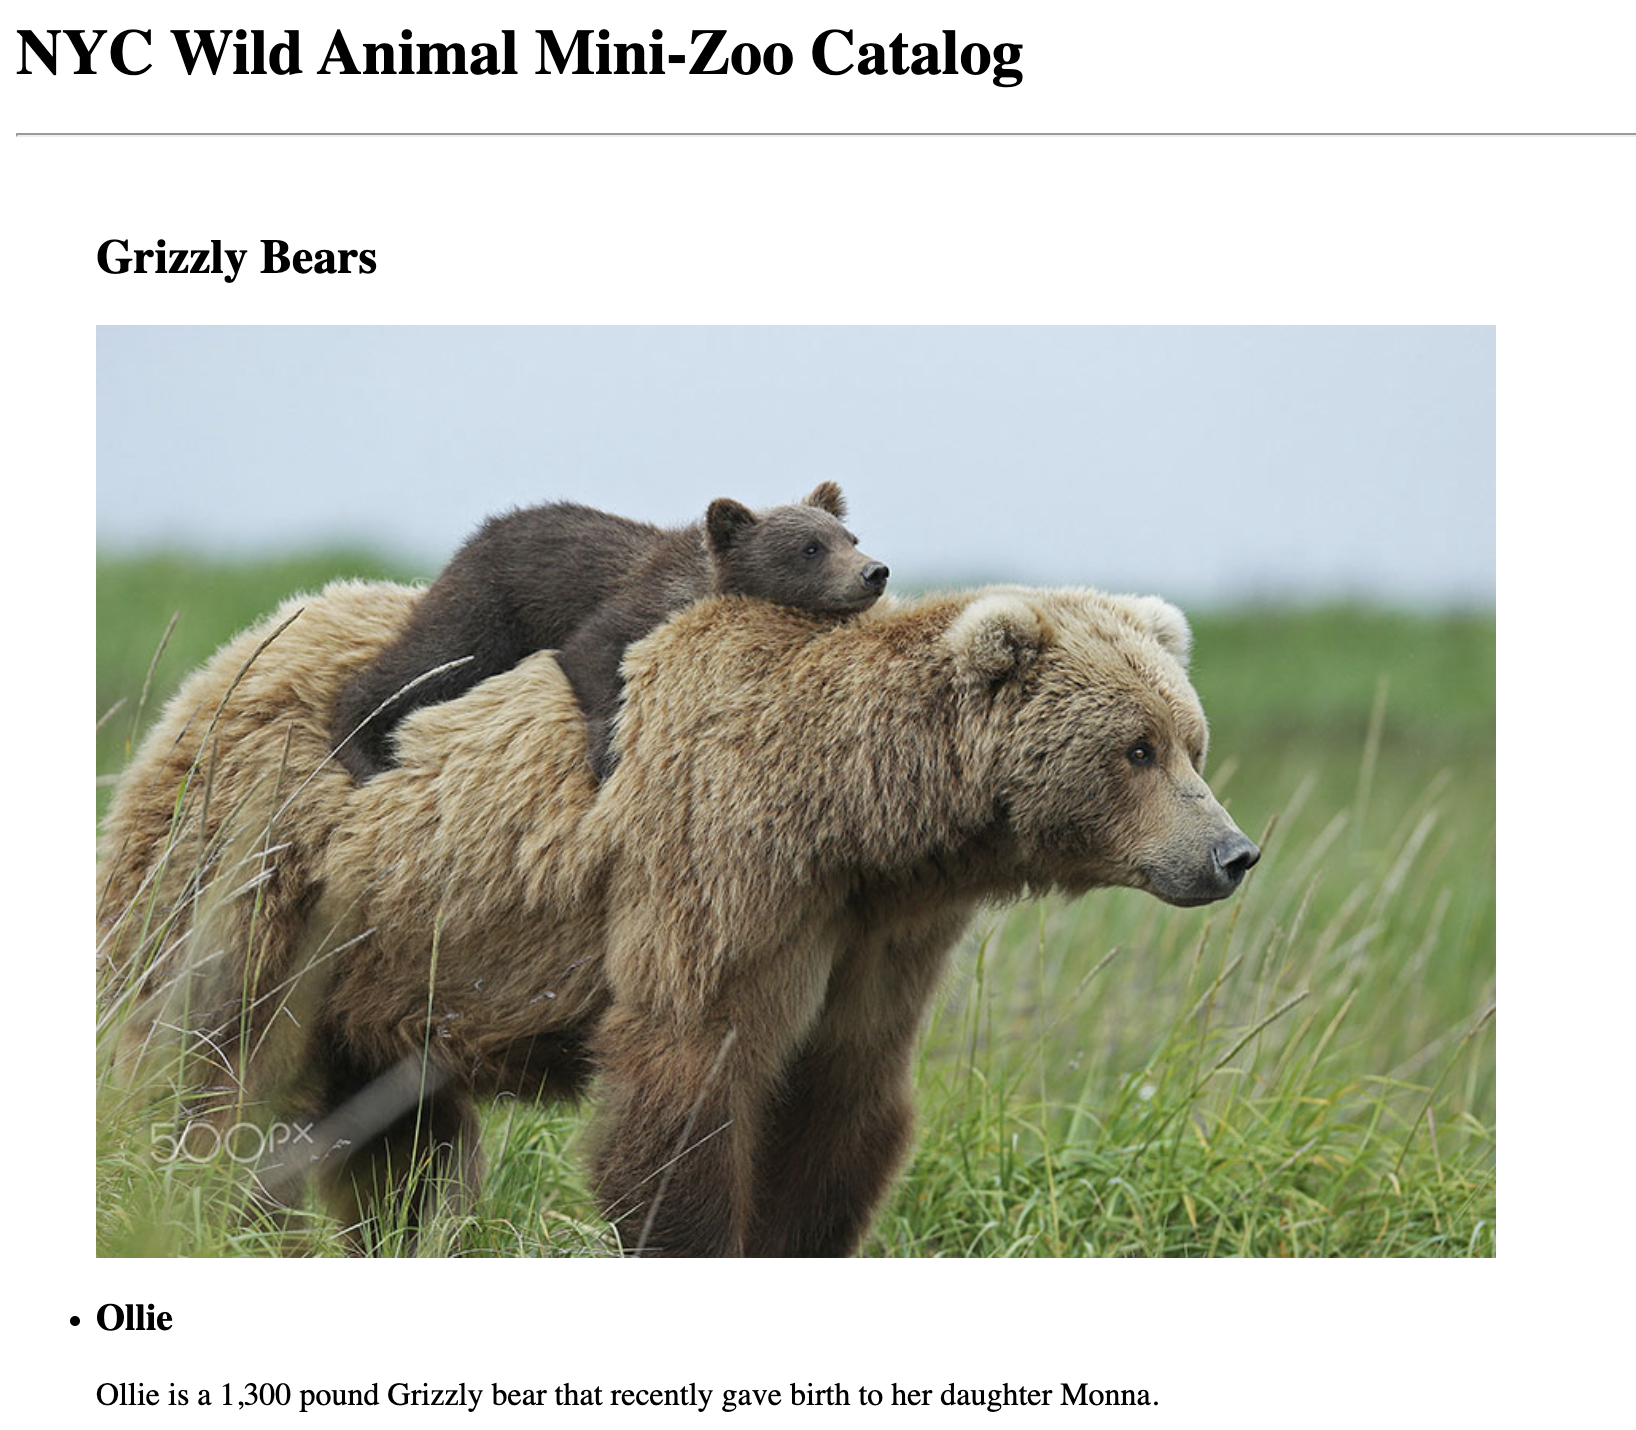 NYC Wild Animal Mini-Zoo Catalog
Grizzly Bears
500px
Ollie
Ollie is a 1,300 pound Grizzly bear that recently gave birth to her daughter Monna.